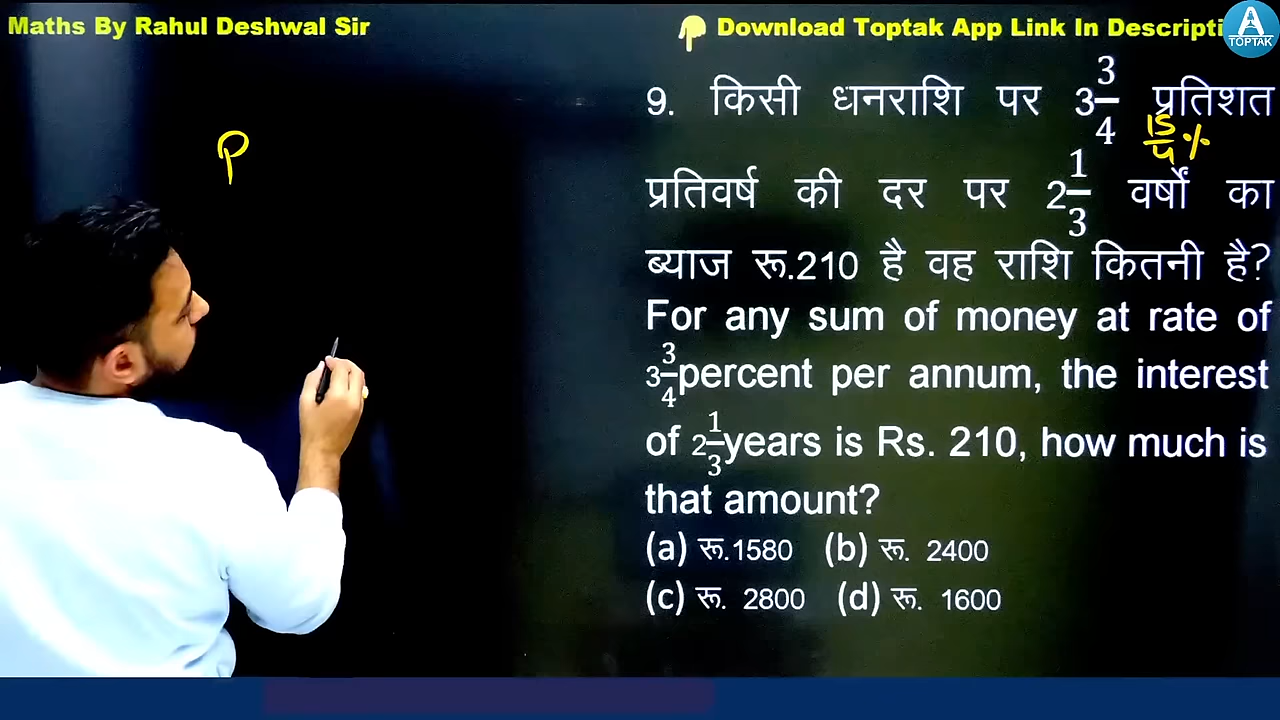 Maths By Rahul Deshwal Sir
Download Toptak App Link In Descripti
A
TOPTAK
P
9. किसी धनराशि पर 3 3/4 प्रतिशत
15/4 %
प्रतिवर्ष की दर पर 2 1/3 वर्षों का
ब्याज रू.210 है वह राशि कितनी है?
For any sum of money at rate of
3 3/4 percent per annum, the interest
of 2 1/3 years is Rs. 210, how much is
that amount?
(a) रू.1580 (b) रू. 2400
(c) रू. 2800 (d) रू. 1600